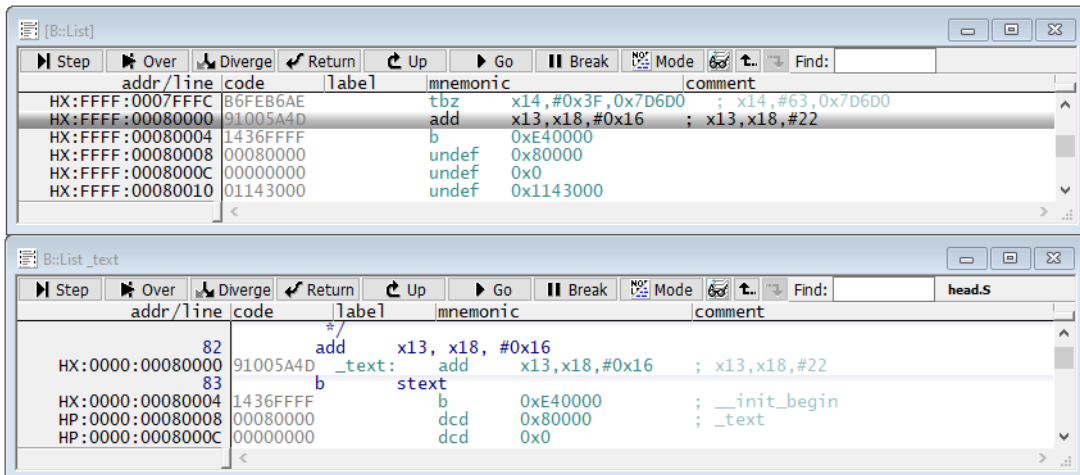 [B::List]
Step Over Diverge Return Up Go Break Mode t.. Find:
addr/line code label mnemonic comment
HX:FFFF:0007FFFC B6FEB6AE tbz x14,#0x3F,0x7D6D0 ; x14,#63,0x7D6D0
HX:FFFF:00080000 91005A4D add x13,x18,#0x16 ; x13,x18,#22
HX:FFFF:00080004 1436FFFF b 0xE40000
HX:FFFF:00080008 00080000 undef 0x80000
HX:FFFF:0008000C 00000000 undef 0x0
HX:FFFF:00080010 01143000 undef 0x1143000
B::List _text
Step Over Diverge Return Up Go Break Mode t.. Find: head.S
addr/line code label mnemonic comment
*/
82 add x13, x18, #0x16
HX:0000:00080000 91005A4D _text: add x13,x18,#0x16 ; x13,x18,#22
83 b stext
HX:0000:00080004 1436FFFF b 0xE40000 ; __init_begin
HP:0000:00080008 00080000 dcd 0x80000 ; _text
HP:0000:0008000C 00000000 dcd 0x0